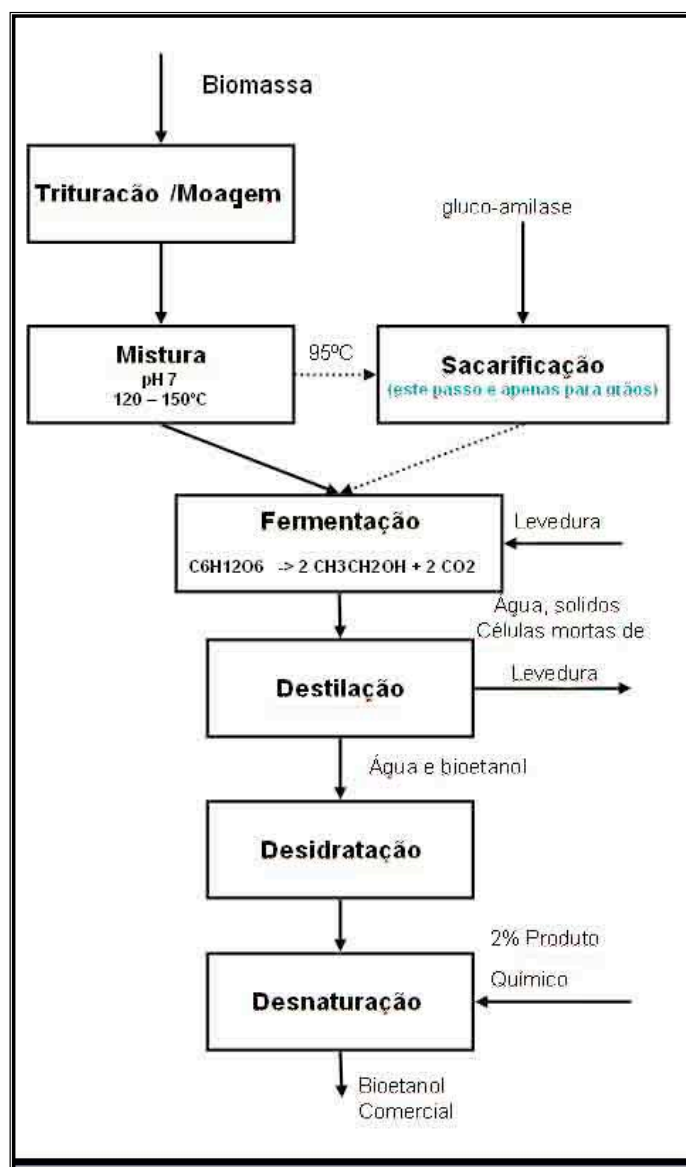 Biomassa
Trituracão /Moagem
gluco-amilase
Mistura
pH 7
120 – 150ºC
95ºC
Sacarificação
(este passo e apenas para grãos)
Fermentação
C6H12O6 -> 2 CH3CH2OH + 2 CO2
Levedura
Água, solidos
Células mortas de
Levedura
Destilação
Água e bioetanol
Desidratação
2% Produto
Químico
Desnaturação
Bioetanol
Comercial